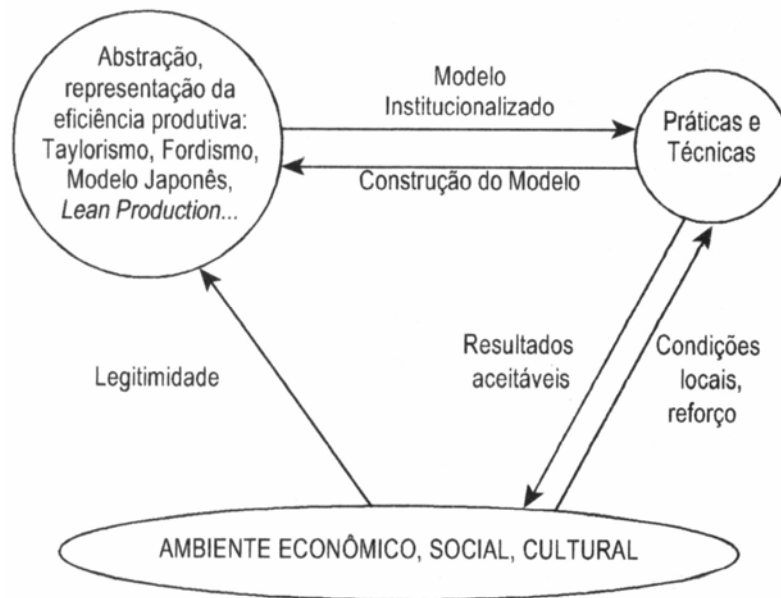 Abstração,
representação da
eficiência produtiva:
Taylorismo, Fordismo,
Modelo Japonês,
Lean Production...
Modelo
Institucionalizado
Construção do Modelo
Práticas e
Técnicas
Legitimidade
Resultados
aceitáveis
Condições
locais,
reforço
AMBIENTE ECONÔMICO, SOCIAL, CULTURAL